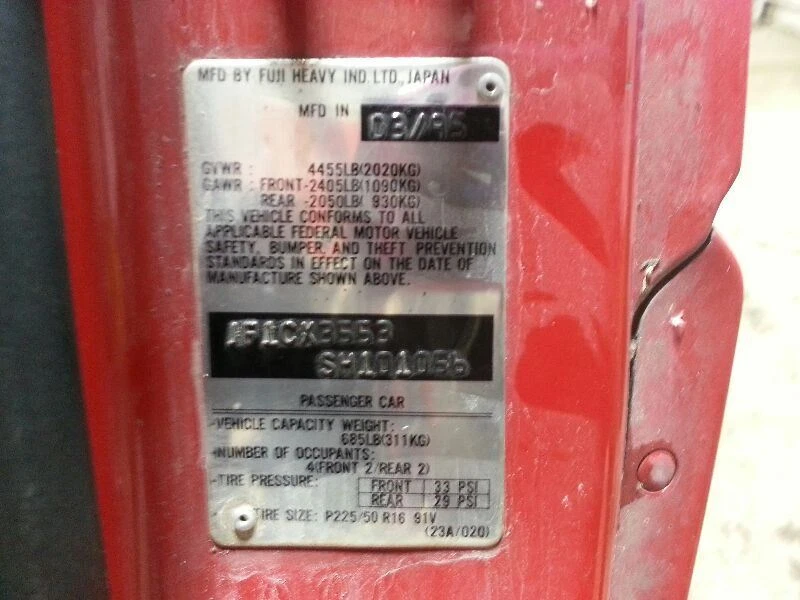 MFD BY FUJI HEAVY IND. LTD., JAPAN
MFD IN 03/95
GVWR : 4455LB(2020KG)
GAWR : FRONT-2405LB(1090KG)
REAR -2050LB( 930KG)
THIS VEHICLE CONFORMS TO ALL
APPLICABLE FEDERAL MOTOR VEHICLE
SAFETY, BUMPER, AND THEFT PREVENTION
STANDARDS IN EFFECT ON THE DATE OF
MANUFACTURE SHOWN ABOVE.
PASSENGER CAR
-VEHICLE CAPACITY WEIGHT:
685LB(311KG)
-NUMBER OF OCCUPANTS:
4(FRONT 2/REAR 2)
-TIRE PRESSURE: FRONT 33 PSI
REAR 29 PSI
TIRE SIZE: P225/50 R16 91V
(23A/020)